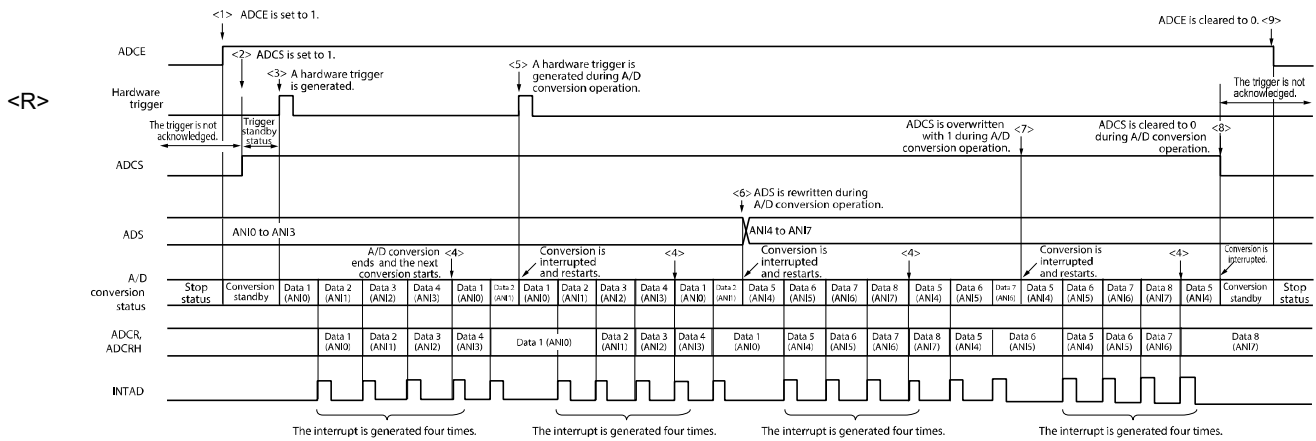 <1> ADCE is set to 1.
ADCE is cleared to 0. <9>
ADCE
<2> ADCS is set to 1.
<3> A hardware trigger
is generated.
<5> A hardware trigger is
generated during A/D
conversion operation.
The trigger is not
acknowledged.
<R>
Hardware
trigger
The trigger is not
acknowledged.
Trigger
standby
status
ADCS is overwritten
with 1 during A/D
conversion operation.
<7>
ADCS is cleared to 0
during A/D conversion
operation.
<8>
ADCS
<6> ADS is rewritten during
A/D conversion operation.
ADS
ANI0 to ANI3
ANI4 to ANI7
A/D conversion
ends and the next
conversion starts.
<4>
Conversion is
interrupted
and restarts.
<4>
Conversion is
interrupted
and restarts.
<4>
Conversion is
interrupted
and restarts.
<4>
Conversion is
interrupted.
A/D
conversion
status
Stop
status
Conversion
standby
Data 1
(ANI0)
Data 2
(ANI1)
Data 3
(ANI2)
Data 4
(ANI3)
Data 1
(ANI0)
Data 2
(ANI1)
Data 1
(ANI0)
Data 2
(ANI1)
Data 3
(ANI2)
Data 4
(ANI3)
Data 1
(ANI0)
Data 2
(ANI1)
Data 5
(ANI4)
Data 6
(ANI5)
Data 7
(ANI6)
Data 8
(ANI7)
Data 5
(ANI4)
Data 6
(ANI5)
Data 7
(ANI6)
Data 5
(ANI4)
Data 6
(ANI5)
Data 7
(ANI6)
Data 8
(ANI7)
Data 5
(ANI4)
Conversion
standby
Stop
status
ADCR,
ADCRH
Data 1
(ANI0)
Data 2
(ANI1)
Data 3
(ANI2)
Data 4
(ANI3)
Data 1 (ANI0)
Data 2
(ANI1)
Data 3
(ANI2)
Data 4
(ANI3)
Data 1
(ANI0)
Data 5
(ANI4)
Data 6
(ANI5)
Data 7
(ANI6)
Data 8
(ANI7)
Data 5
(ANI4)
Data 6
(ANI5)
Data 5
(ANI4)
Data 6
(ANI5)
Data 7
(ANI6)
Data 8
(ANI7)
INTAD
The interrupt is generated four times.
The interrupt is generated four times.
The interrupt is generated four times.
The interrupt is generated four times.